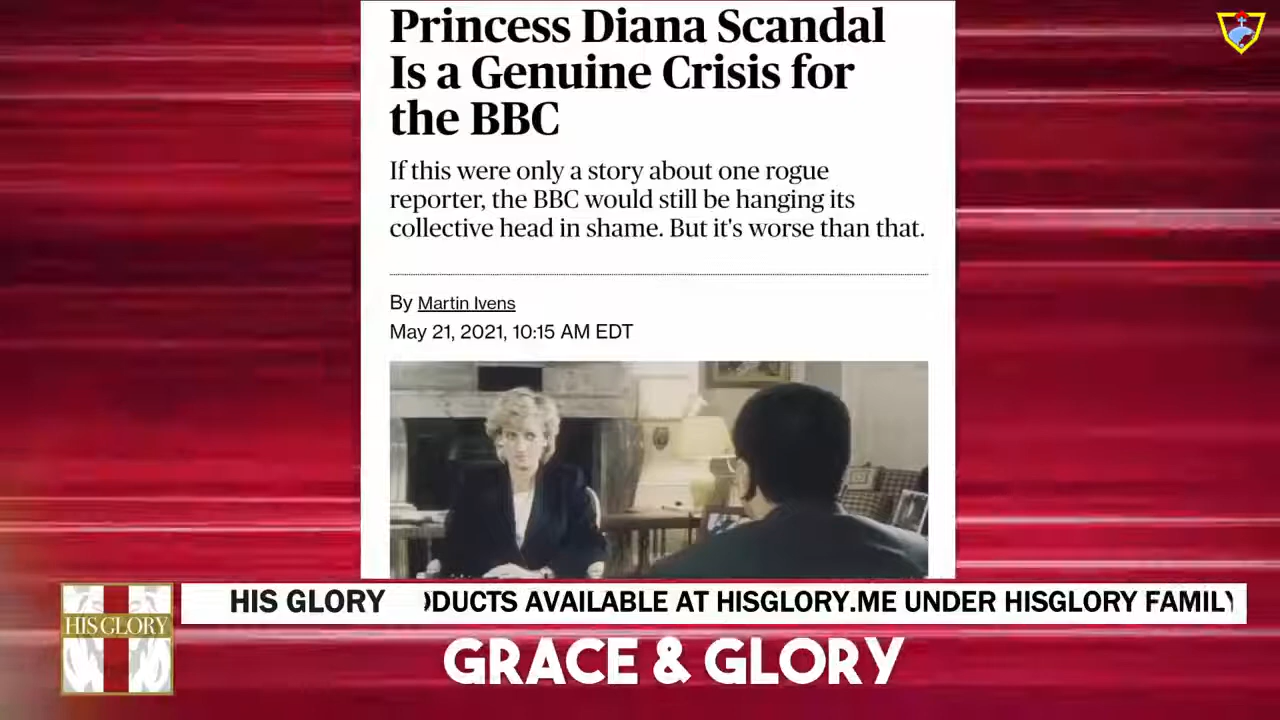 Princess Diana Scandal
Is a Genuine Crisis for
the BBC
If this were only a story about one rogue
reporter, the BBC would still be hanging its
collective head in shame. But it's worse than that.
By Martin Ivens
May 21, 2021, 10:15 AM EDT
HIS GLORY
HIS GLORY
AVAILABLE AT HISGLORY.ME UNDER HISGLORY
GRACE & GLORY